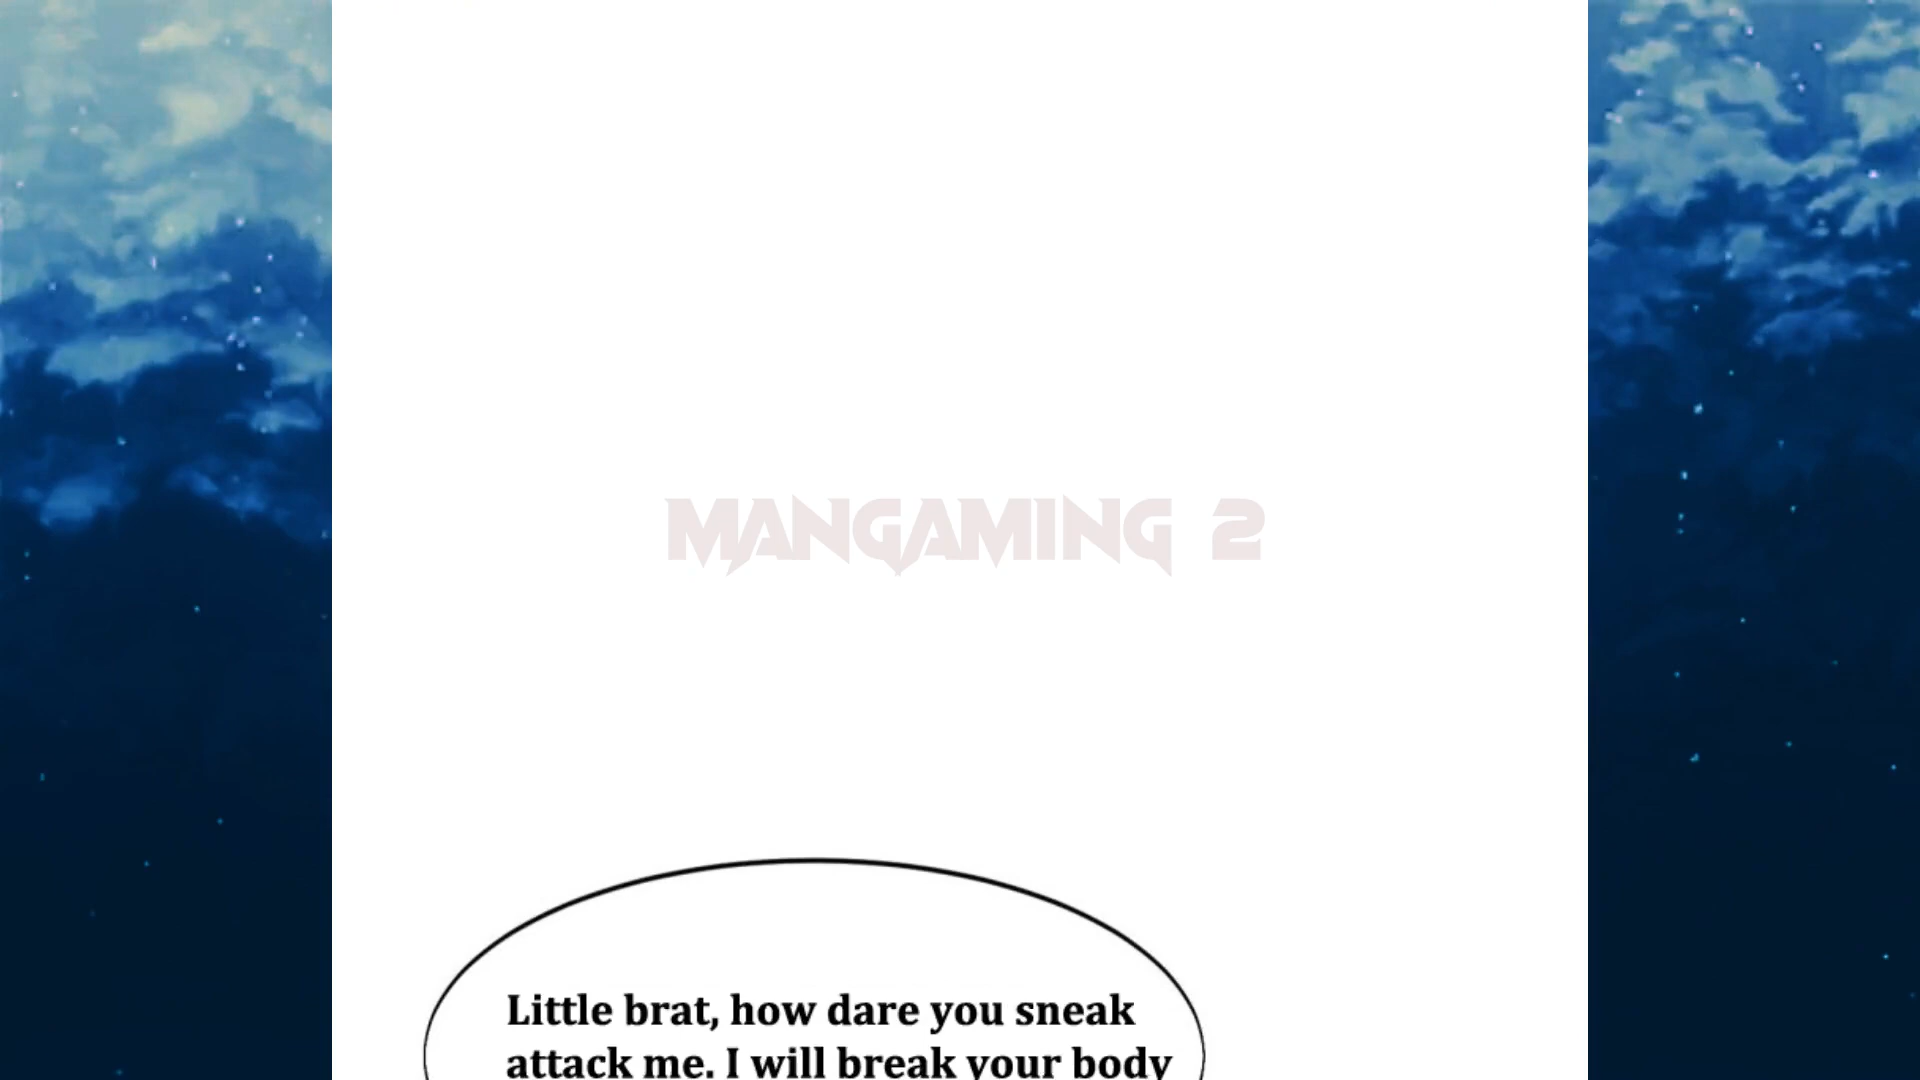 MANGAMING 2
Little brat, how dare you sneak
attack me. I will break your body